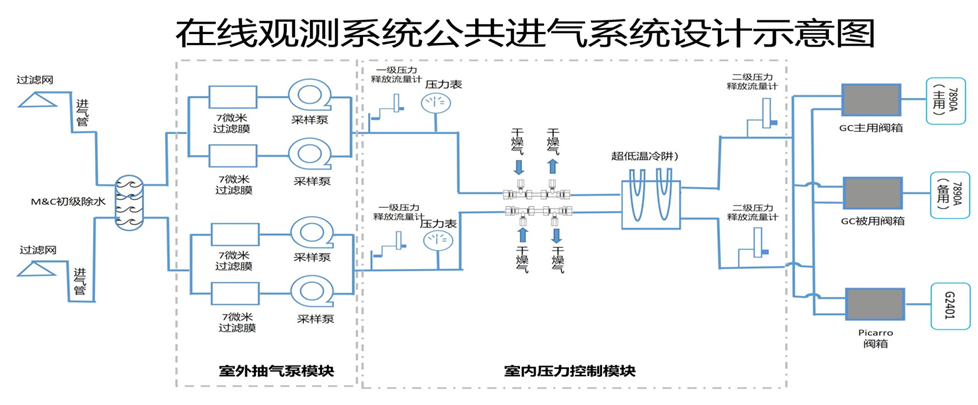 在线观测系统公共进气系统设计示意图
过滤网
进气管
M&C初级除水
过滤网
进气管
7微米
过滤膜
采样泵
7微米
过滤膜
采样泵
7微米
过滤膜
采样泵
7微米
过滤膜
采样泵
室外抽气泵模块
一级压力
释放流量计
压力表
一级压力
释放流量计
压力表
干燥气
干燥气
干燥气
干燥气
超低温冷阱）
二级压力
释放流量计
二级压力
释放流量计
室内压力控制模块
GC主用阀箱
7890A
（主用）
GC被用阀箱
7890A
（备用）
Picarro
阀箱
G2401